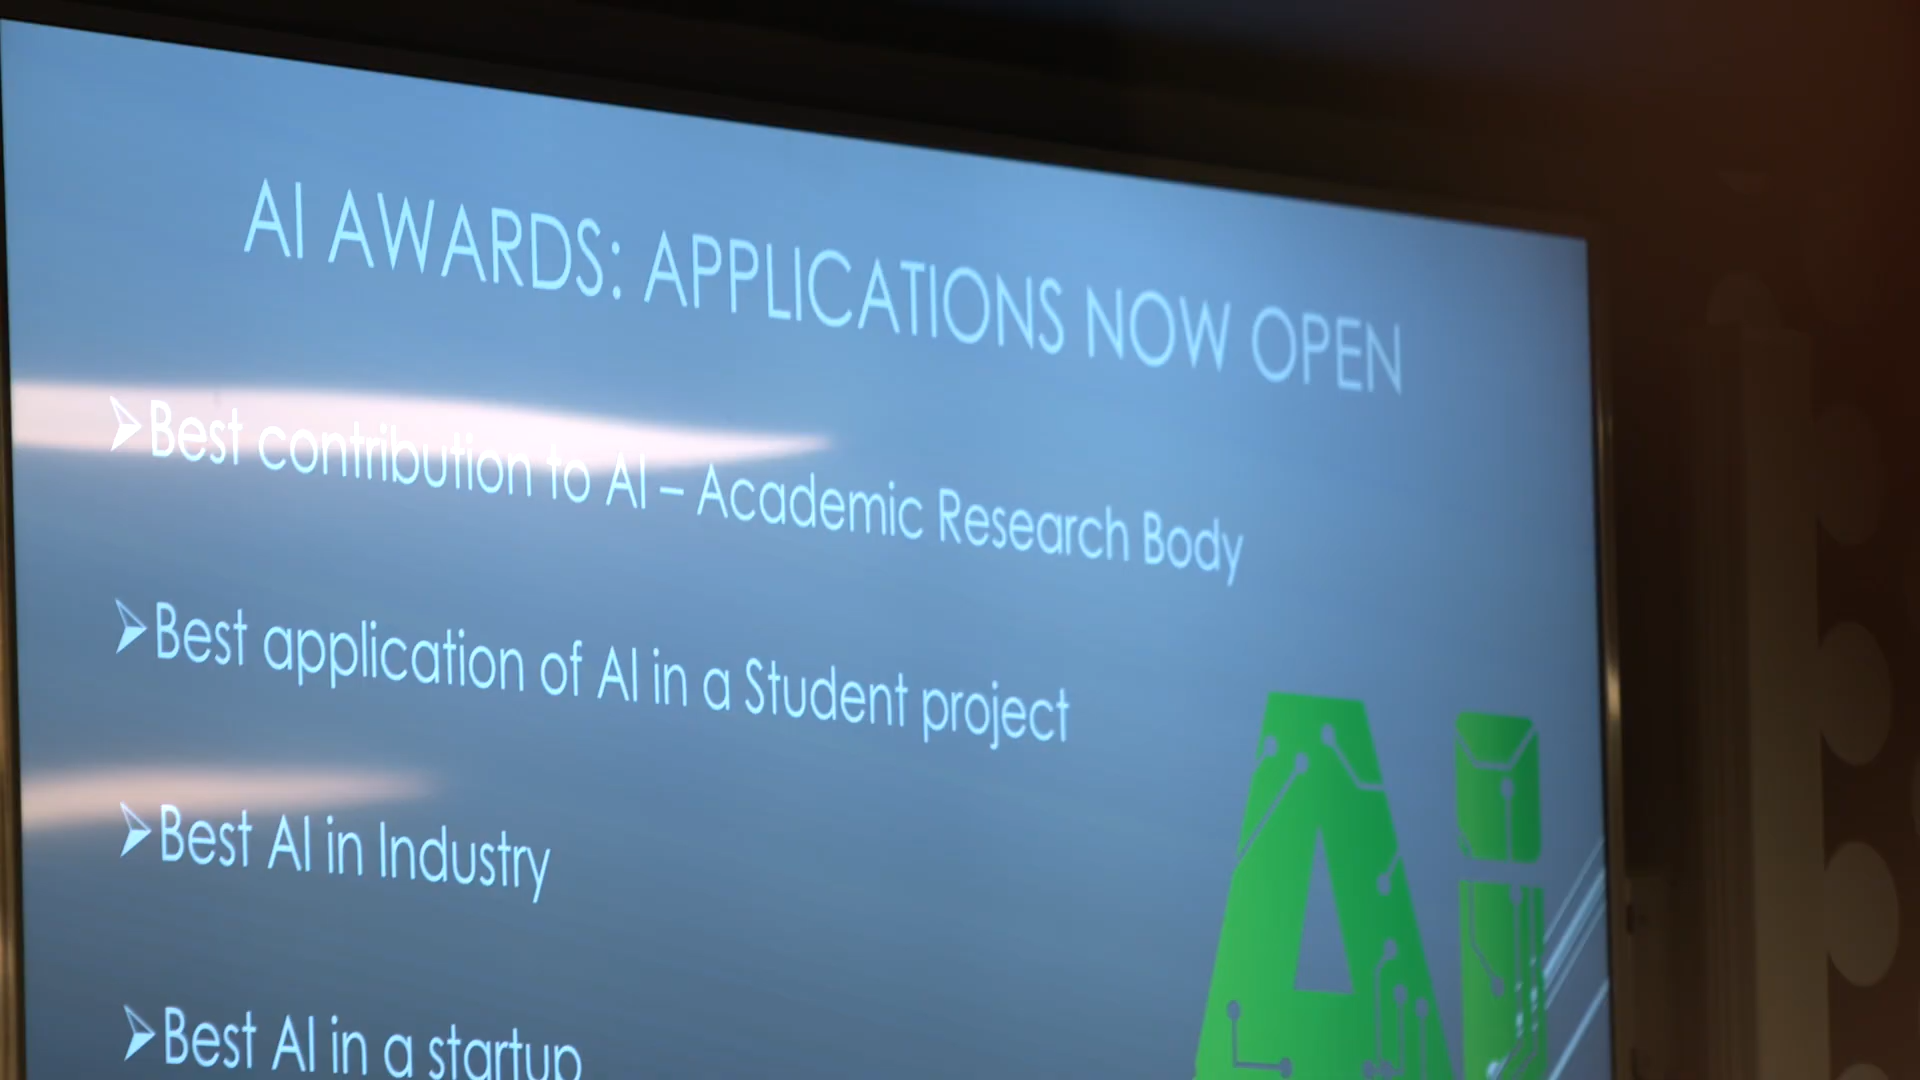 AI AWARDS: APPLICATIONS NOW OPEN
➢Best contribution to AI – Academic Research Body
➢Best application of AI in a Student project
➢Best AI in Industry
➢Best AI in a startup
Ai